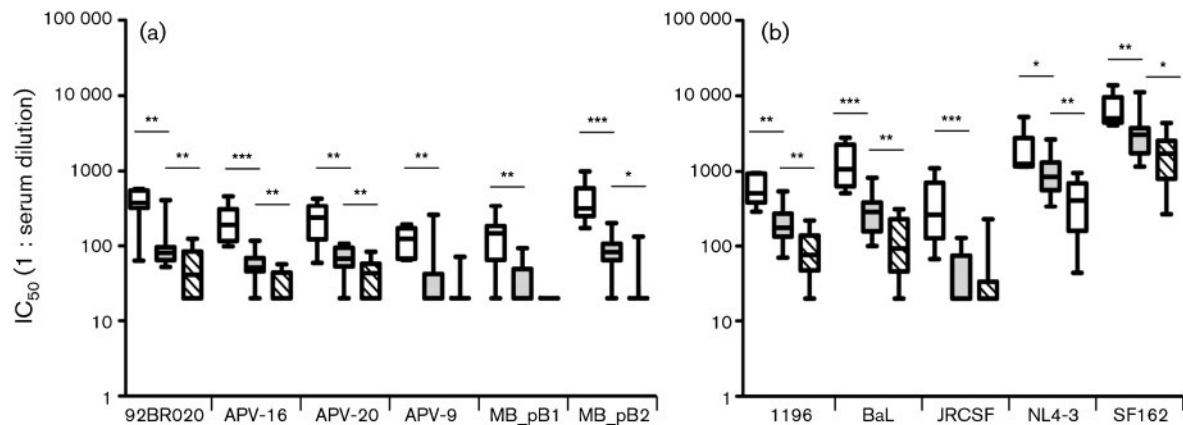 100 000
(a)
10 000
1000
100
10
1
IC50 (1 : serum dilution)
** ** *** ** ** ** ** ** *** *
92BR020 APV-16 APV-20 APV-9 MB_pB1 MB_pB2
100 000
(b)
10 000
1000
100
10
1
** ** *** ** *** * ** ** *
1196 BaL JRCSF NL4-3 SF162